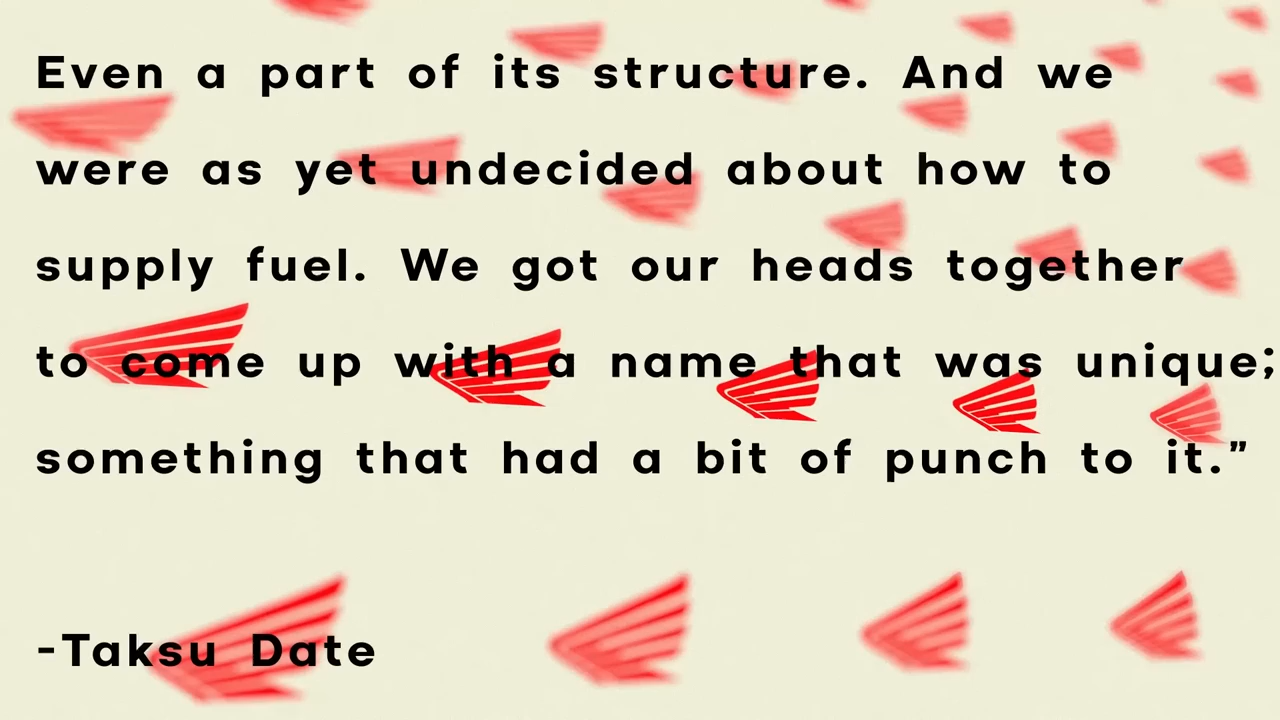 Even a part of its structure. And we
were as yet undecided about how to
supply fuel. We got our heads together
to come up with a name that was unique;
something that had a bit of punch to it.”
-Taksu Date